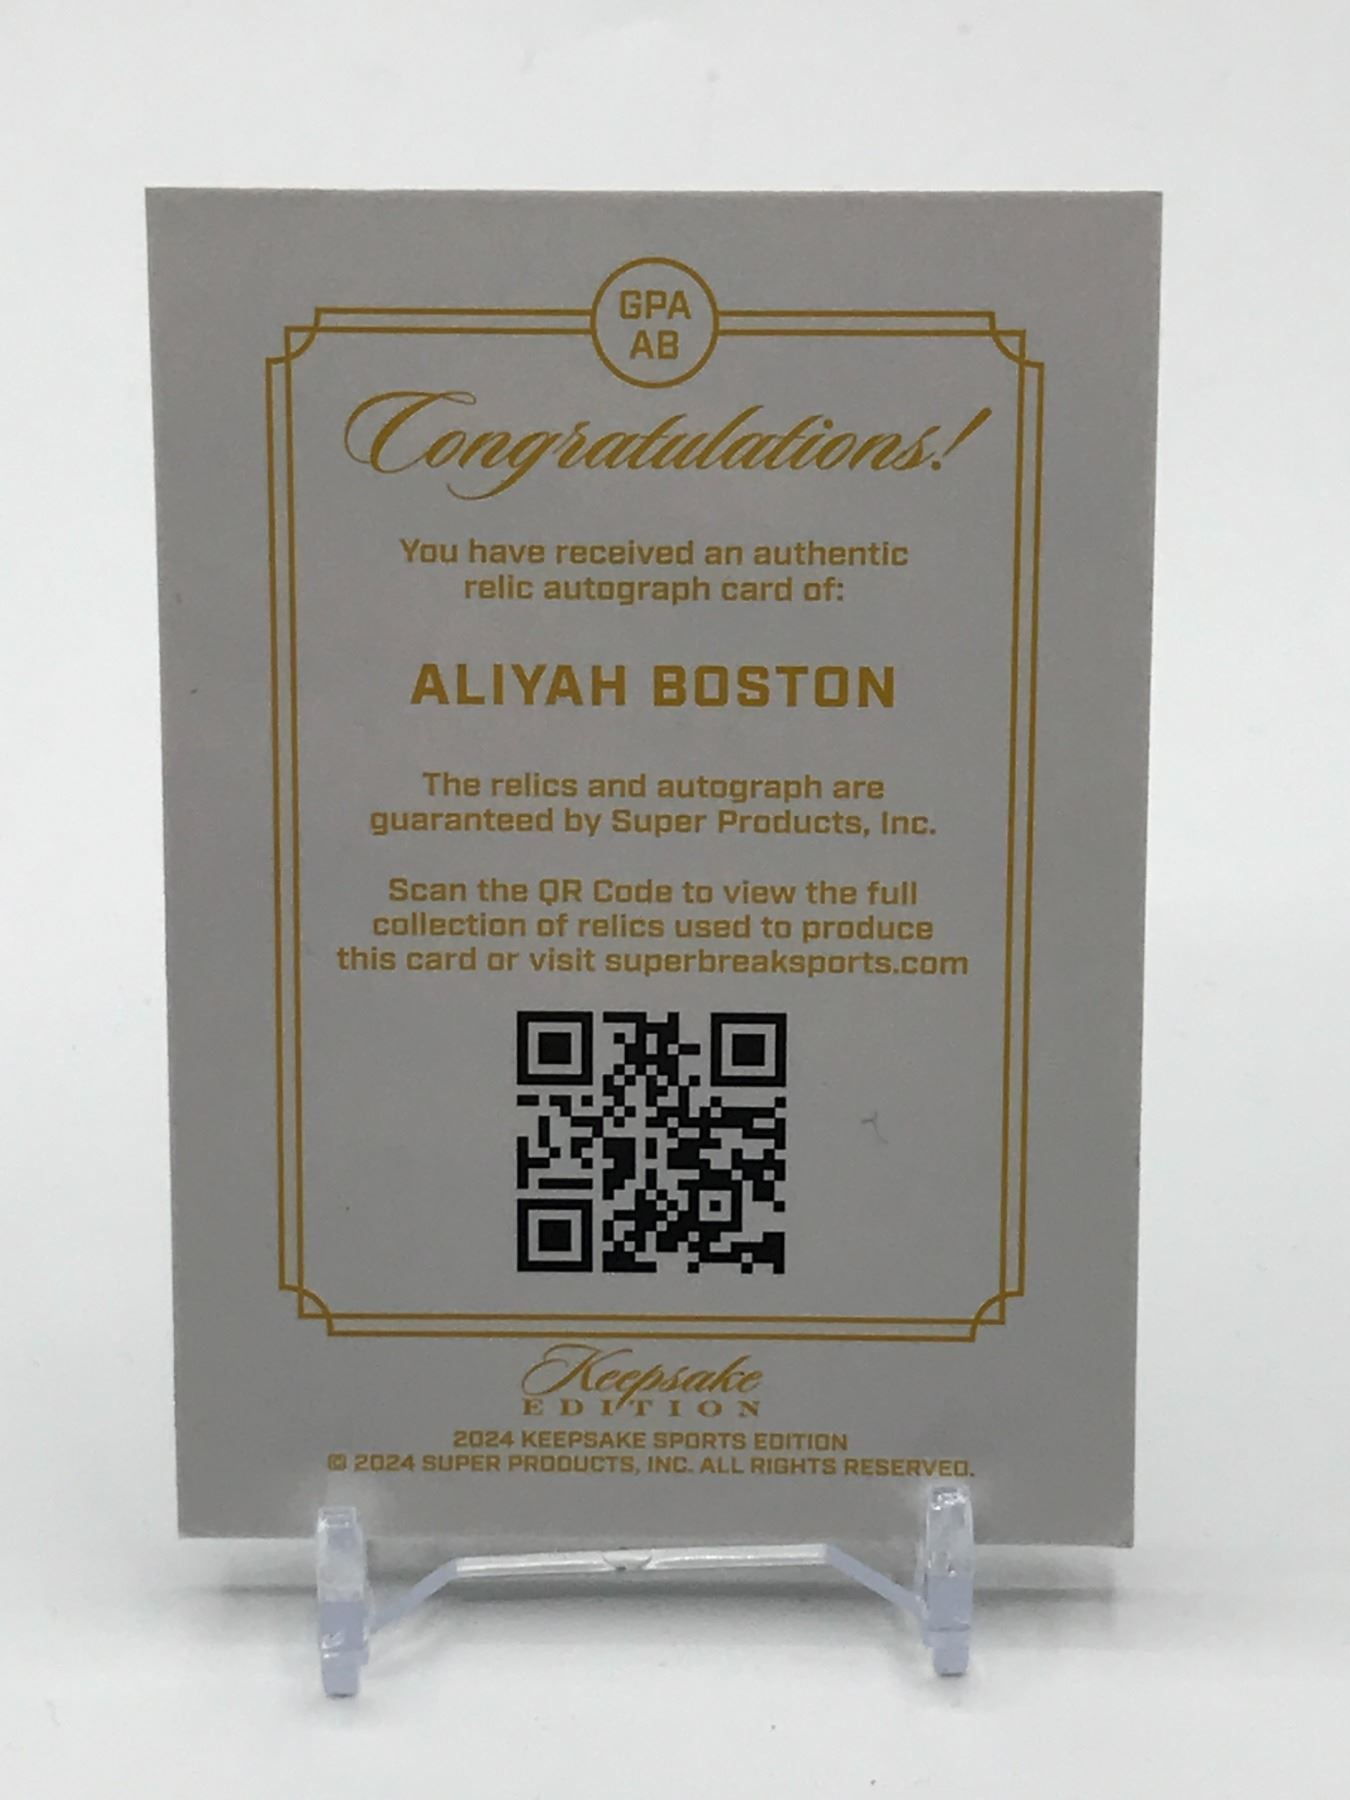 GPA
AB
Congratulations!
You have received an authentic
relic autograph card of:
ALIYAH BOSTON
The relics and autograph are
guaranteed by Super Products, Inc.
Scan the QR Code to view the full
collection of relics used to produce
this card or visit superbreaksports.com
Keepsake
EDITION
2024 KEEPSAKE SPORTS EDITION
© 2024 SUPER PRODUCTS, INC. ALL RIGHTS RESERVED.